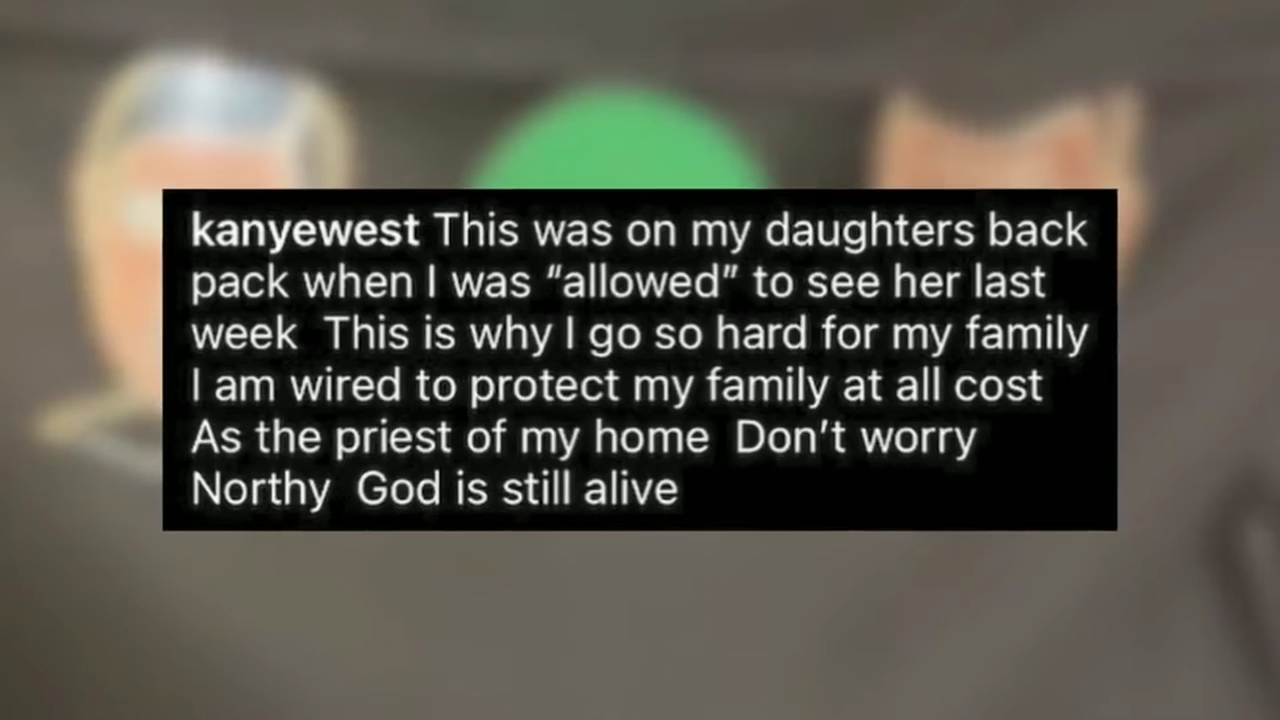 kanyewest This was on my daughters back
pack when I was “allowed” to see her last
week  This is why I go so hard for my family
I am wired to protect my family at all cost
As the priest of my home  Don’t worry
Northy  God is still alive